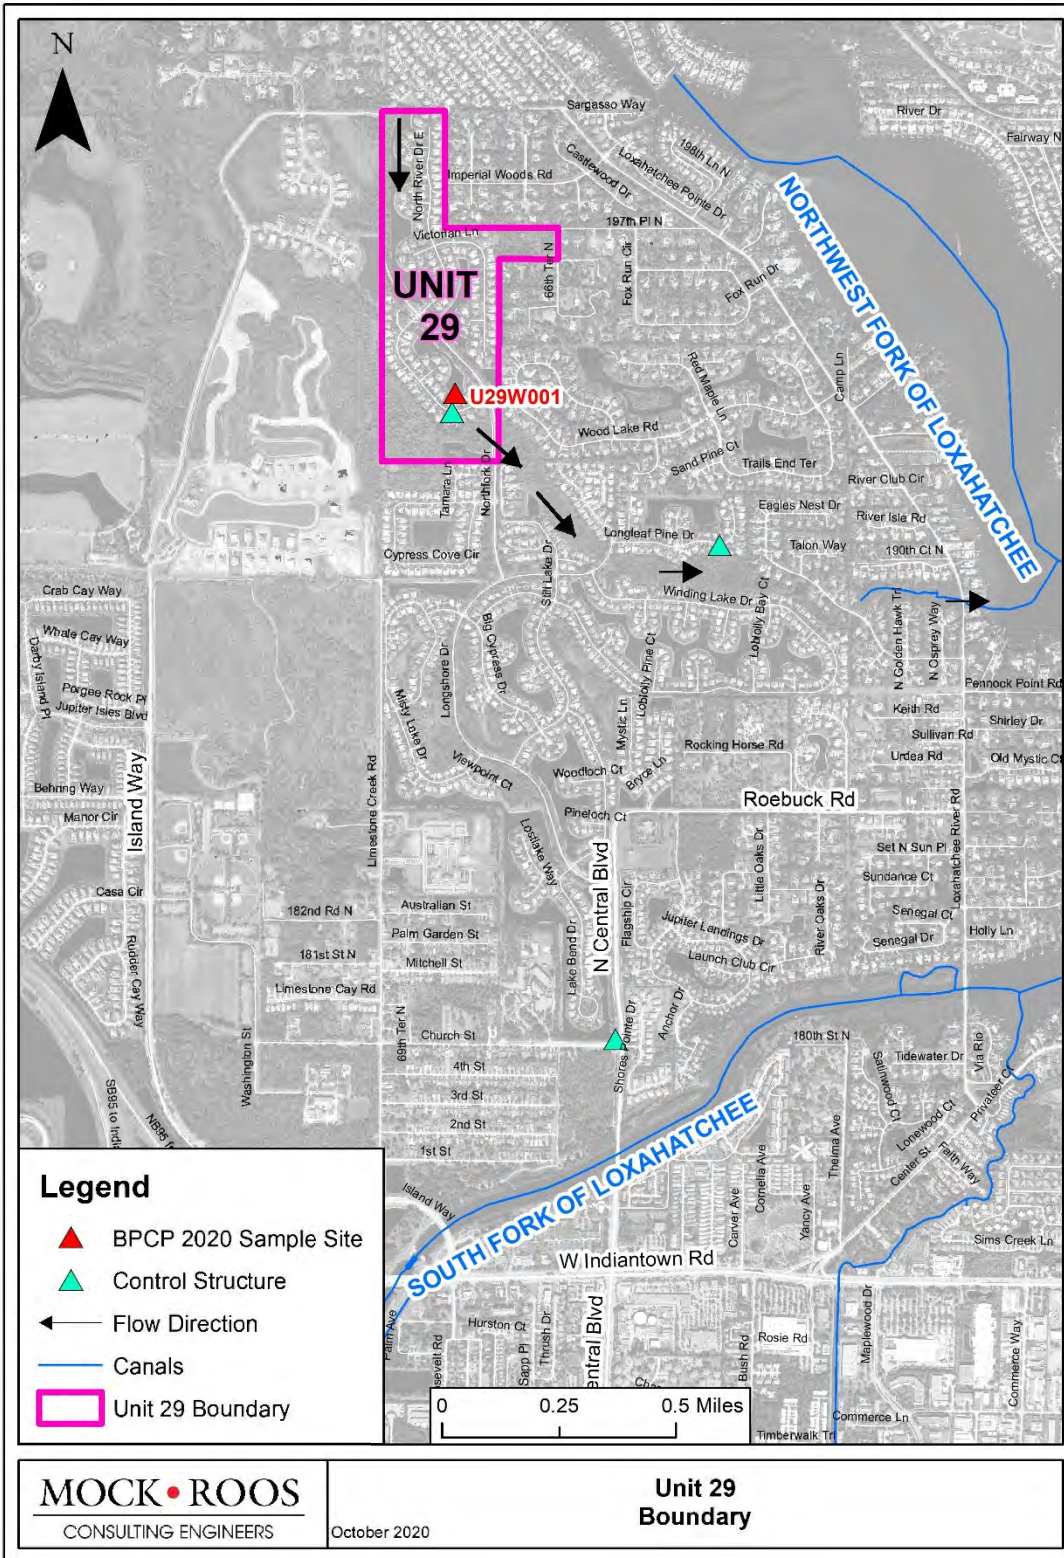 N
Sargasso Way
River Dr
Fairway N
198th Ln N
Loxahatchee Pointe Dr
Castlewood Dr
North River Dr E
Imperial Woods Rd
197th Pl N
Victorian Ln
NORTHWEST FORK OF LOXAHATCHEE
66th Ter N
Fox Run Cir
Fox Run Dr
UNIT
29
Red Maple Ln
Camp Ln
U29W001
Wood Lake Rd
Sand Pine Ct
Trails End Ter
Tamara Ln
Northfork Dr
River Club Cir
Eagles Nest Dr
River Isle Rd
Longleaf Pine Dr
Talon Way
190th Ct N
Cypress Cove Cir
Still Lake Dr
Winding Lake Dr
Loblolly Bay Ct
Crab Cay Way
Whale Cay Way
Darby Island Pl
Big Cypress Dr
Longshore Dr
Loblolly Pine Ct
N Golden Hawk Tr
N Osprey Way
Porgee Rock Pl
Jupiter Isles Blvd
Misty Lake Dr
Mystic Ln
Pennock Point Rd
Keith Rd
Shirley Dr
Sullivan Rd
Rocking Horse Rd
Urdea Rd
Old Mystic Ct
Behring Way
Island Way
Limestone Creek Rd
Viewpoint Ct
Woodloch Ct
Bryce Ln
Manor Cir
Pineloch Ct
Roebuck Rd
Loxahatchee River Rd
Lostlake Way
N Central Blvd
Little Oaks Dr
Set N Sun Pl
Sundance Ct
Casa Cir
182nd Rd N
Australian St
Flagship Cir
River Oaks Dr
Senegal Ct
Palm Garden St
Jupiter Landings Dr
Senegal Dr
Holly Ln
181st St N
Mitchell St
Launch Club Cir
Rudder Cay Way
Limestone Cay Rd
Lake Bend Dr
Anchor Dr
Washington St
69th Ter N
Church St
Shores Pointe Dr
180th St N
Tidewater Dr
Via Rio
4th St
3rd St
2nd St
1st St
Satinwood Ct
Privateer Ct
Lonewood Ct
Center St
Faith Way
SB95 to Indi
NB95 f
SOUTH FORK OF LOXAHATCHEE
Thelma Ave
Cornelia Ave
Carver Ave
Yancy Ave
Island Way
Sims Creek Ln
W Indiantown Rd
Palm Ave
Hurston Ct
sevelt Rd
Sapp Pl
Thrush Dr
entral Blvd
Bush Rd
Rosie Rd
Maplewood Dr
Commerce Way
Commerce Ln
Timberwalk Trl
Legend
BPCP 2020 Sample Site
Control Structure
Flow Direction
Canals
Unit 29 Boundary
0 0.25 0.5 Miles
MOCK • ROOS
CONSULTING ENGINEERS
October 2020
Unit 29
Boundary